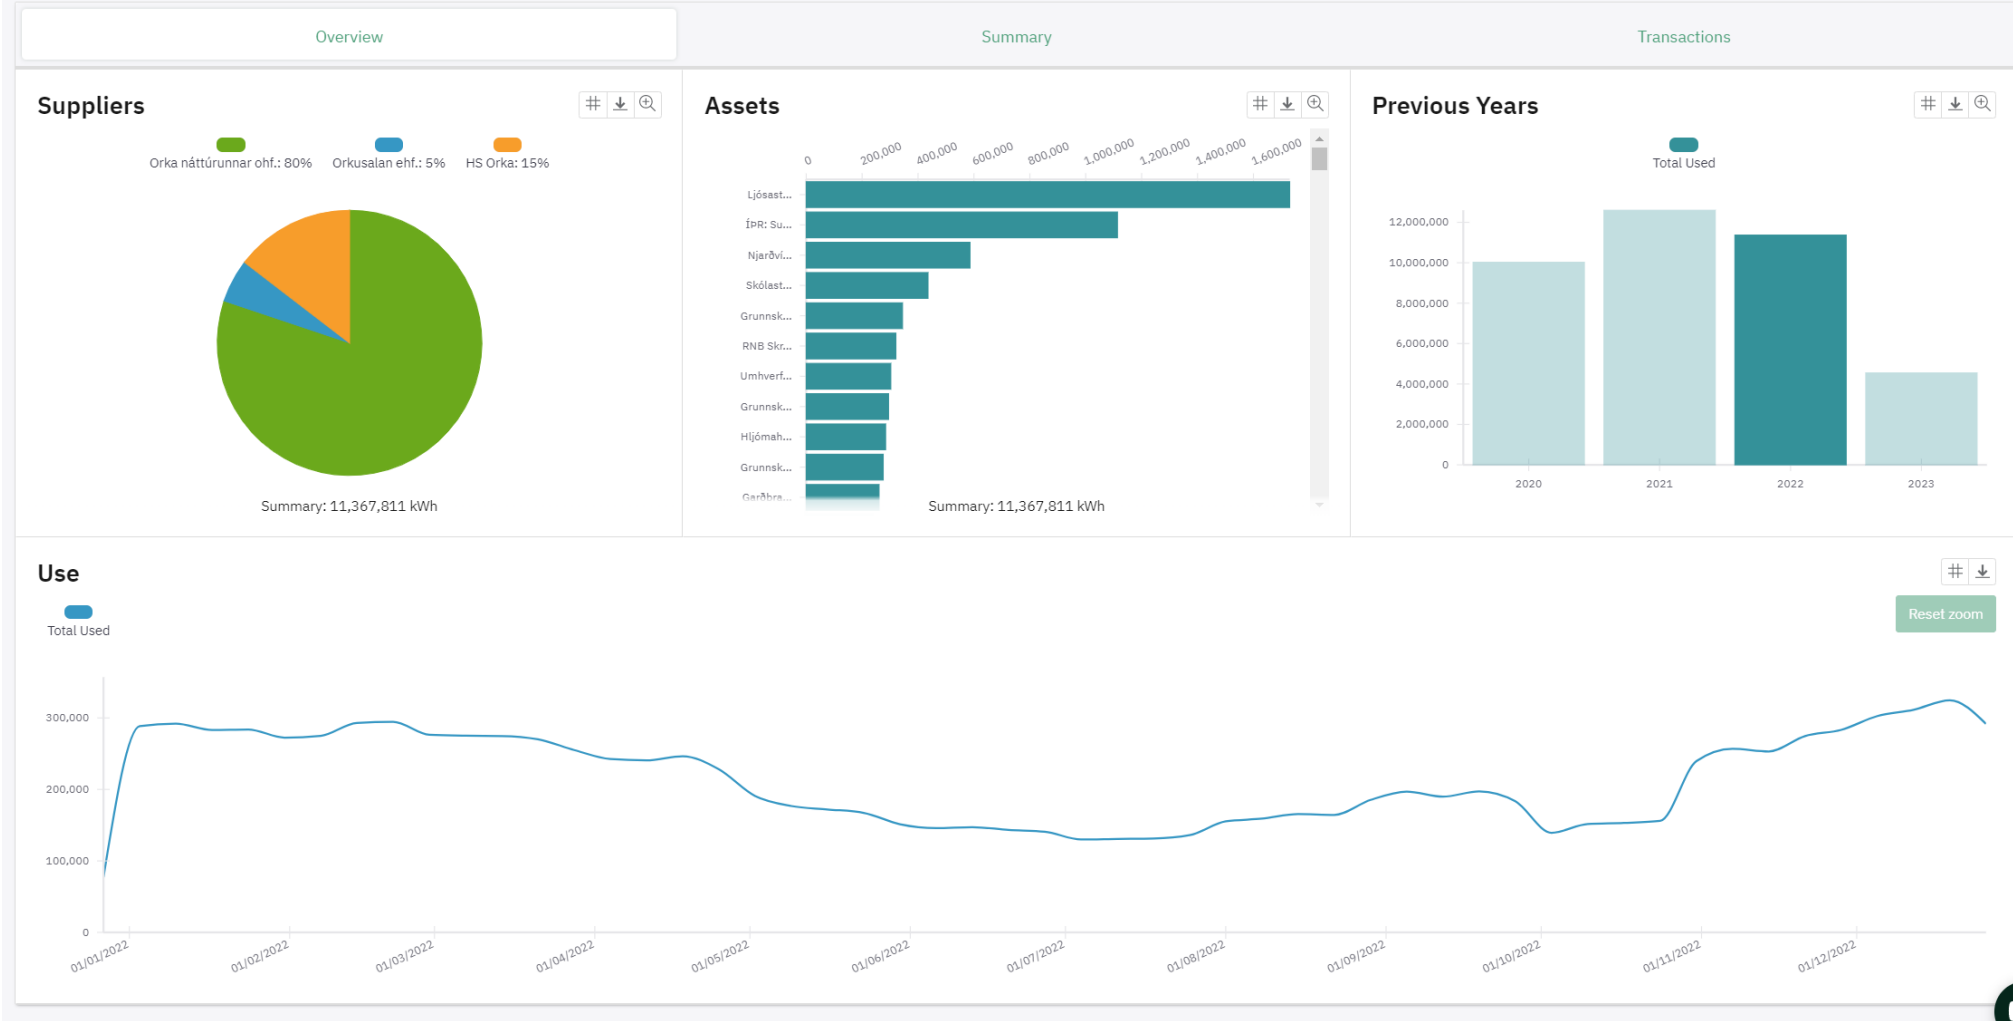 Overview
Summary
Transactions
Suppliers
Orka náttúrunnar ohf.: 80%
Orkusalan ehf.: 5%
HS Orka: 15%
Summary: 11,367,811 kWh
Assets
0
200,000
400,000
600,000
800,000
1,000,000
1,200,000
1,400,000
1,600,000
Ljósast...
ÍÞR: Su...
Njarðví...
Skólast...
Grunnsk...
RNB Skr...
Umhverf...
Grunnsk...
Hljómah...
Grunnsk...
Garðbra...
Summary: 11,367,811 kWh
Previous Years
Total Used
12,000,000
10,000,000
8,000,000
6,000,000
4,000,000
2,000,000
0
2020
2021
2022
2023
Use
Total Used
Reset zoom
300,000
200,000
100,000
0
01/01/2022
01/02/2022
01/03/2022
01/04/2022
01/05/2022
01/06/2022
01/07/2022
01/08/2022
01/09/2022
01/10/2022
01/11/2022
01/12/2022